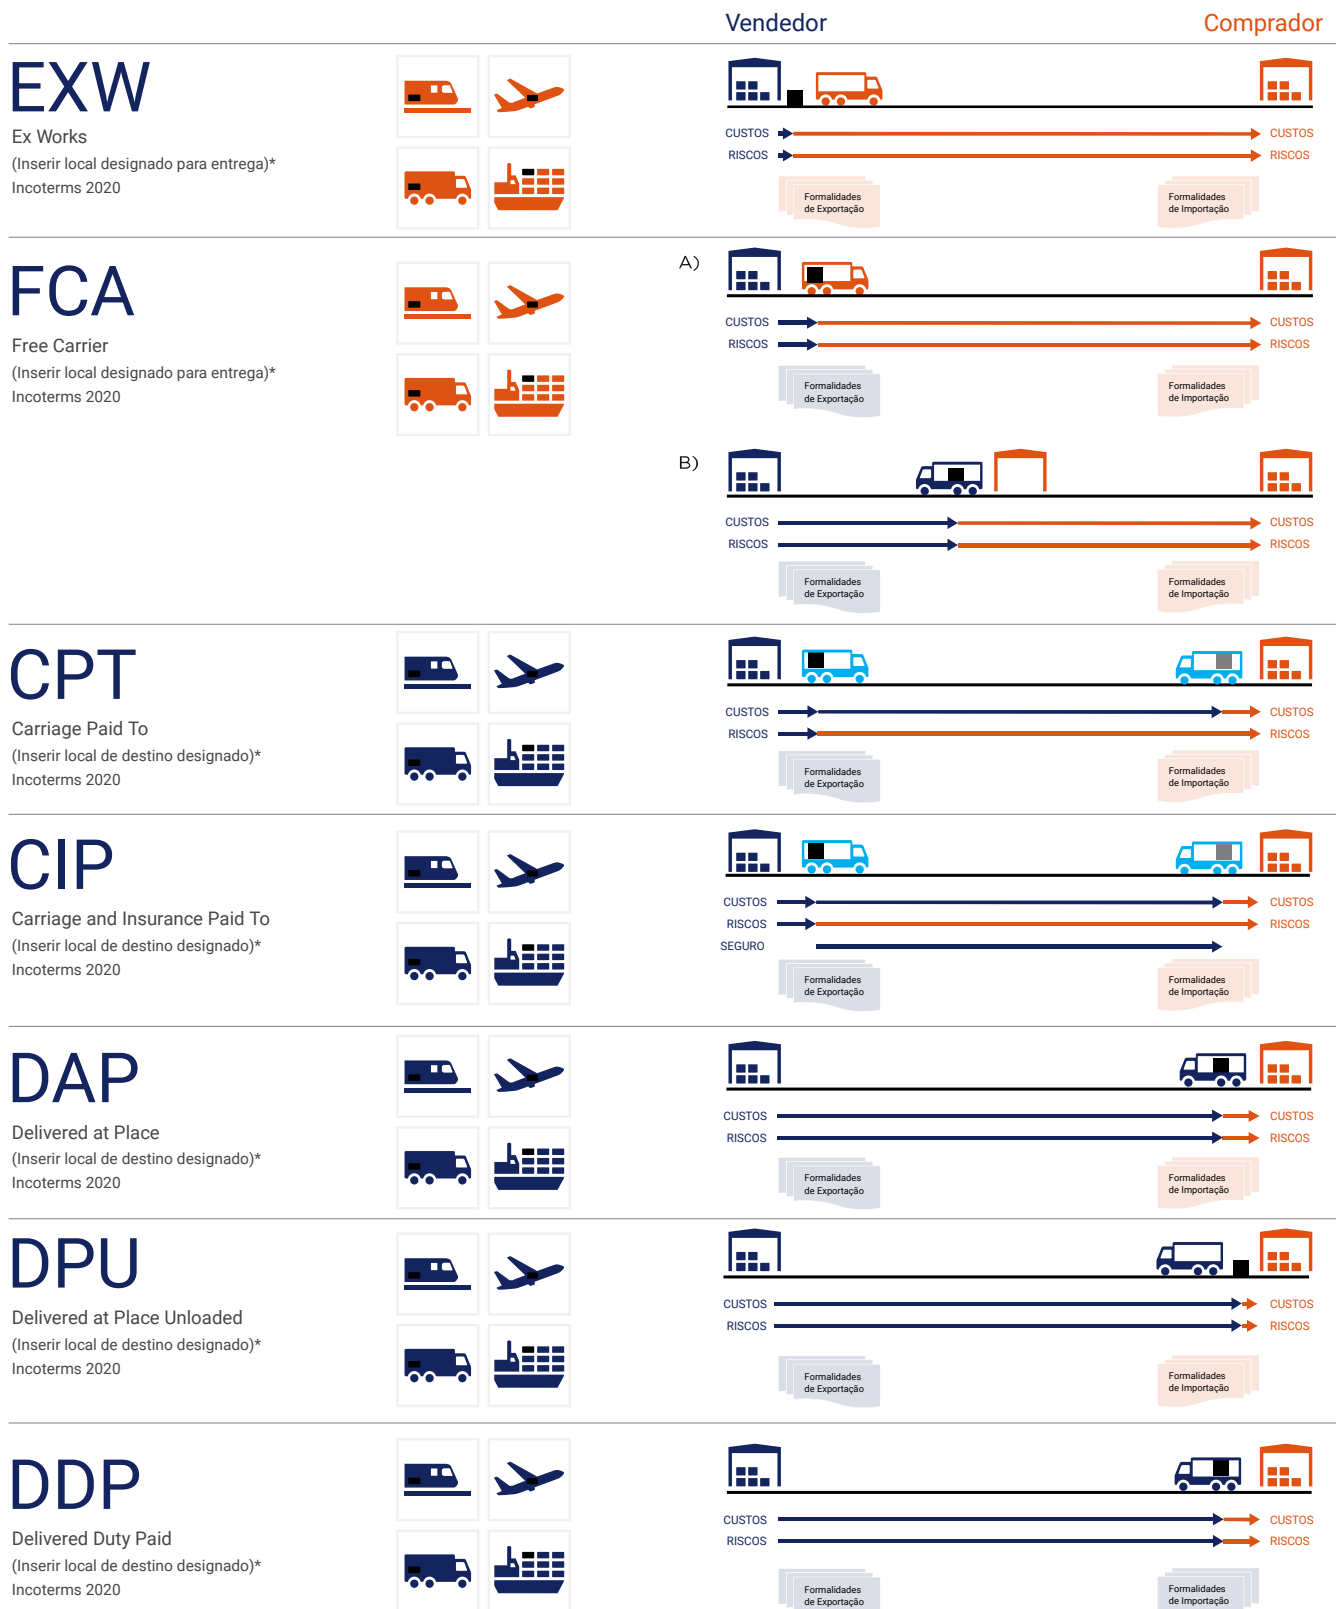 Vendedor
Comprador
EXW
Ex Works
(Inserir local designado para entrega)*
Incoterms 2020
CUSTOS
CUSTOS
RISCOS
RISCOS
Formalidades
de Exportação
Formalidades
de Importação
FCA
Free Carrier
(Inserir local designado para entrega)*
Incoterms 2020
A)
CUSTOS
CUSTOS
RISCOS
RISCOS
Formalidades
de Exportação
Formalidades
de Importação
B)
CUSTOS
CUSTOS
RISCOS
RISCOS
Formalidades
de Exportação
Formalidades
de Importação
CPT
Carriage Paid To
(Inserir local de destino designado)*
Incoterms 2020
CUSTOS
CUSTOS
RISCOS
RISCOS
Formalidades
de Exportação
Formalidades
de Importação
CIP
Carriage and Insurance Paid To
(Inserir local de destino designado)*
Incoterms 2020
CUSTOS
CUSTOS
RISCOS
RISCOS
SEGURO
Formalidades
de Exportação
Formalidades
de Importação
DAP
Delivered at Place
(Inserir local de destino designado)*
Incoterms 2020
CUSTOS
CUSTOS
RISCOS
RISCOS
Formalidades
de Exportação
Formalidades
de Importação
DPU
Delivered at Place Unloaded
(Inserir local de destino designado)*
Incoterms 2020
CUSTOS
CUSTOS
RISCOS
RISCOS
Formalidades
de Exportação
Formalidades
de Importação
DDP
Delivered Duty Paid
(Inserir local de destino designado)*
Incoterms 2020
CUSTOS
CUSTOS
RISCOS
RISCOS
Formalidades
de Exportação
Formalidades
de Importação